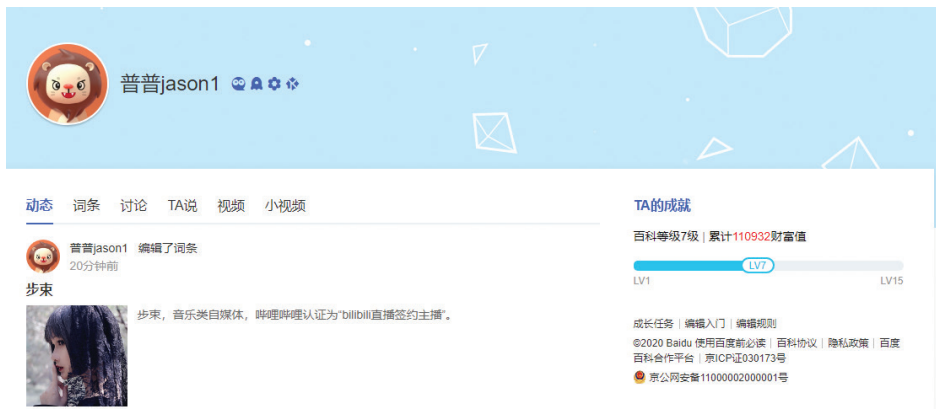 普普jason1
动态 词条 讨论 TA说 视频 小视频
普普jason1 编辑了词条
20分钟前
步束
步束，音乐类自媒体，哔哩哔哩认证为“bilibili直播签约主播”。
TA的成就
百科等级7级 | 累计110932财富值
LV7
LV1 LV15
成长任务 | 编辑入门 | 编辑规则
©2020 Baidu 使用百度前必读 | 百科协议 | 隐私政策 | 百度
百科合作平台 | 京ICP证030173号
京公网安备11000002000001号